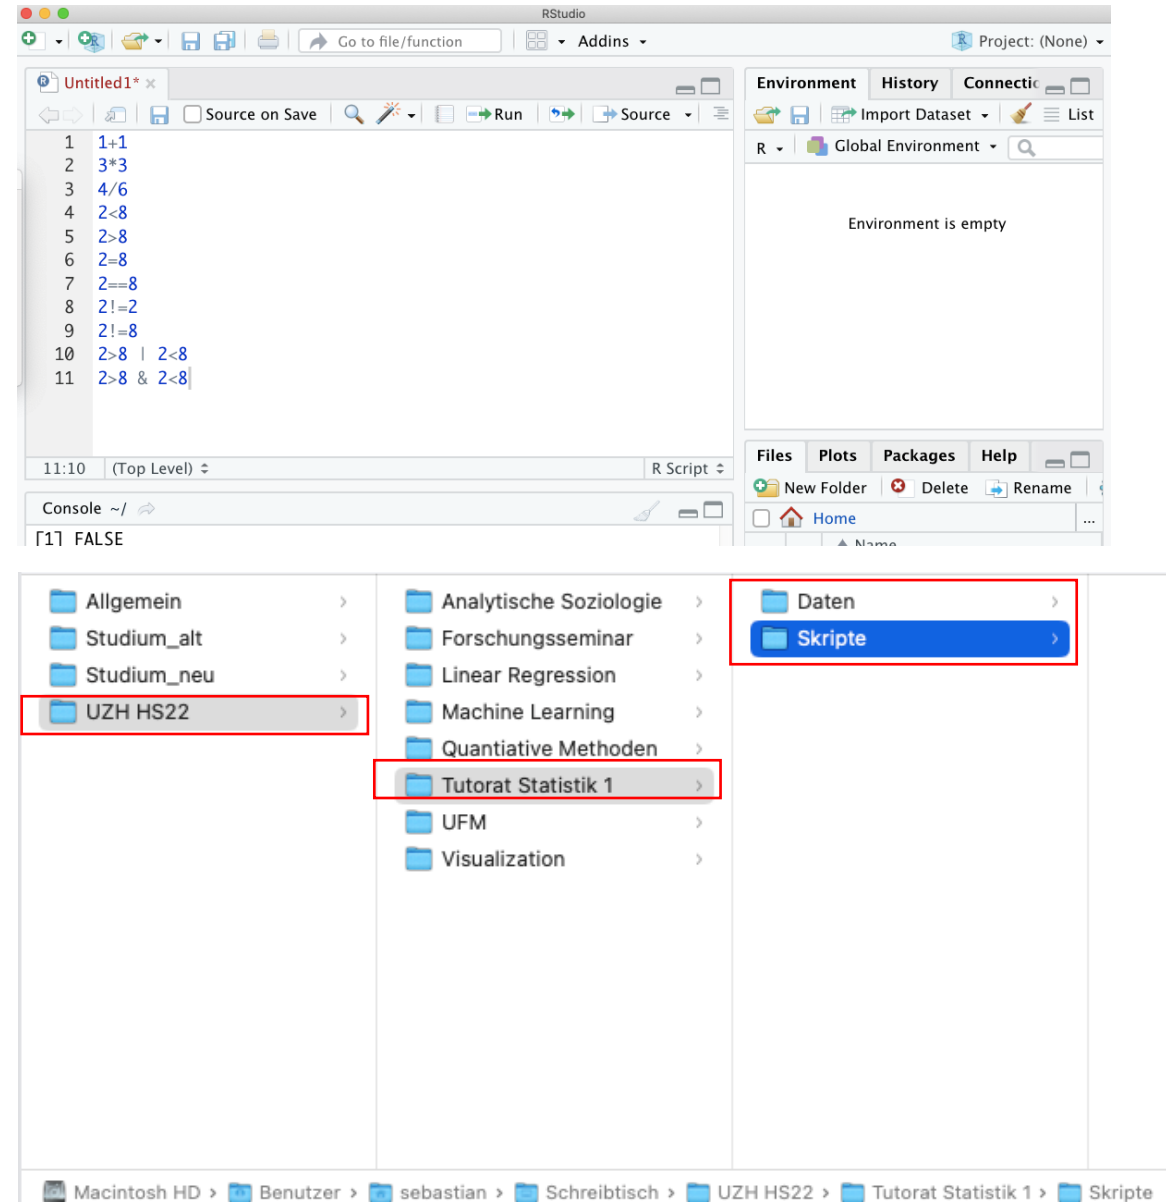 RStudio
Go to file/function Addins Project: (None)
Untitled1* Environment History Connectic
Source on Save Run Source Import Dataset List
R Global Environment
1 1+1
2 3*3
3 4/6
4 2<8
5 2>8
6 2=8
7 2==8
8 2!=2
9 2!=8
10 2>8 | 2<8
11 2>8 & 2<8
Environment is empty
11:10 (Top Level) R Script
Files Plots Packages Help
New Folder Delete Rename
Home ...
Name
Console ~/
[1] FALSE
Allgemein
Studium_alt
Studium_neu
UZH HS22
Analytische Soziologie
Forschungsseminar
Linear Regression
Machine Learning
Quantiative Methoden
Tutorat Statistik 1
UFM
Visualization
Daten
Skripte
Macintosh HD › Benutzer › sebastian › Schreibtisch › UZH HS22 › Tutorat Statistik 1 › Skripte